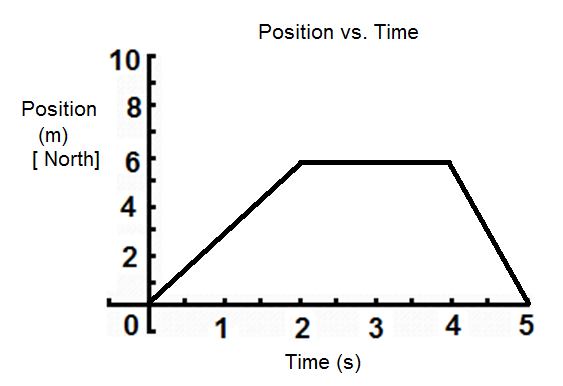 Position vs. Time
10
Position
(m)
[ North]
8
6
4
2
0 1 2 3 4 5
Time (s)